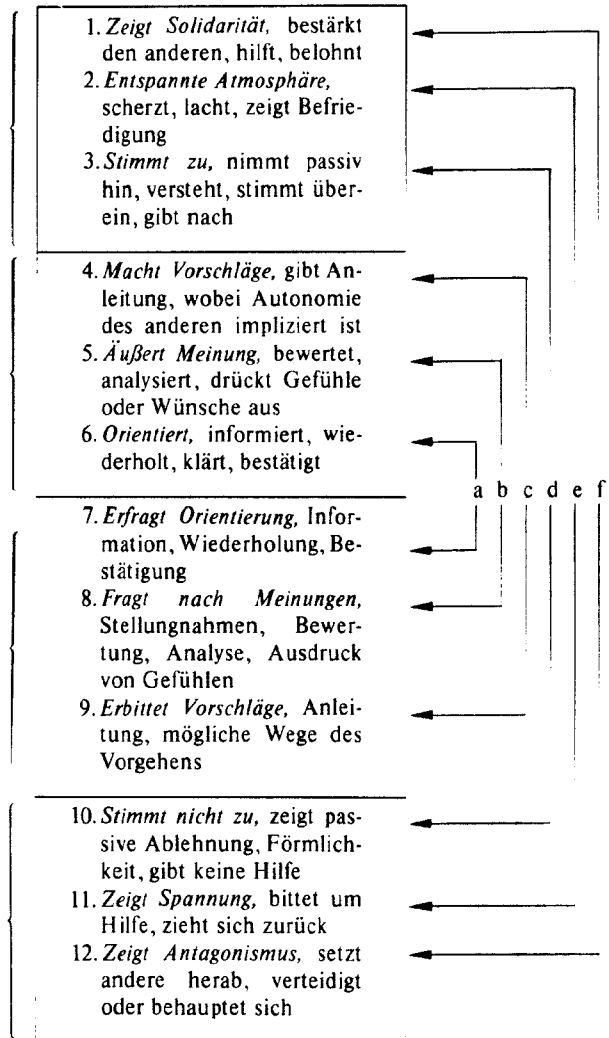 1. Zeigt Solidarität, bestärkt
den anderen, hilft, belohnt
2. Entspannte Atmosphäre,
scherzt, lacht, zeigt Befrie-
digung
3. Stimmt zu, nimmt passiv
hin, versteht, stimmt über-
ein, gibt nach
4. Macht Vorschläge, gibt An-
leitung, wobei Autonomie
des anderen impliziert ist
5. Äußert Meinung, bewertet,
analysiert, drückt Gefühle
oder Wünsche aus
6. Orientiert, informiert, wie-
derholt, klärt, bestätigt
a b c d e f
7. Erfragt Orientierung, Infor-
mation, Wiederholung, Be-
stätigung
8. Fragt nach Meinungen,
Stellungnahmen, Bewer-
tung, Analyse, Ausdruck
von Gefühlen
9. Erbittet Vorschläge, Anlei-
tung, mögliche Wege des
Vorgehens
10. Stimmt nicht zu, zeigt pas-
sive Ablehnung, Förmlich-
keit, gibt keine Hilfe
11. Zeigt Spannung, bittet um
Hilfe, zieht sich zurück
12. Zeigt Antagonismus, setzt
andere herab, verteidigt
oder behauptet sich